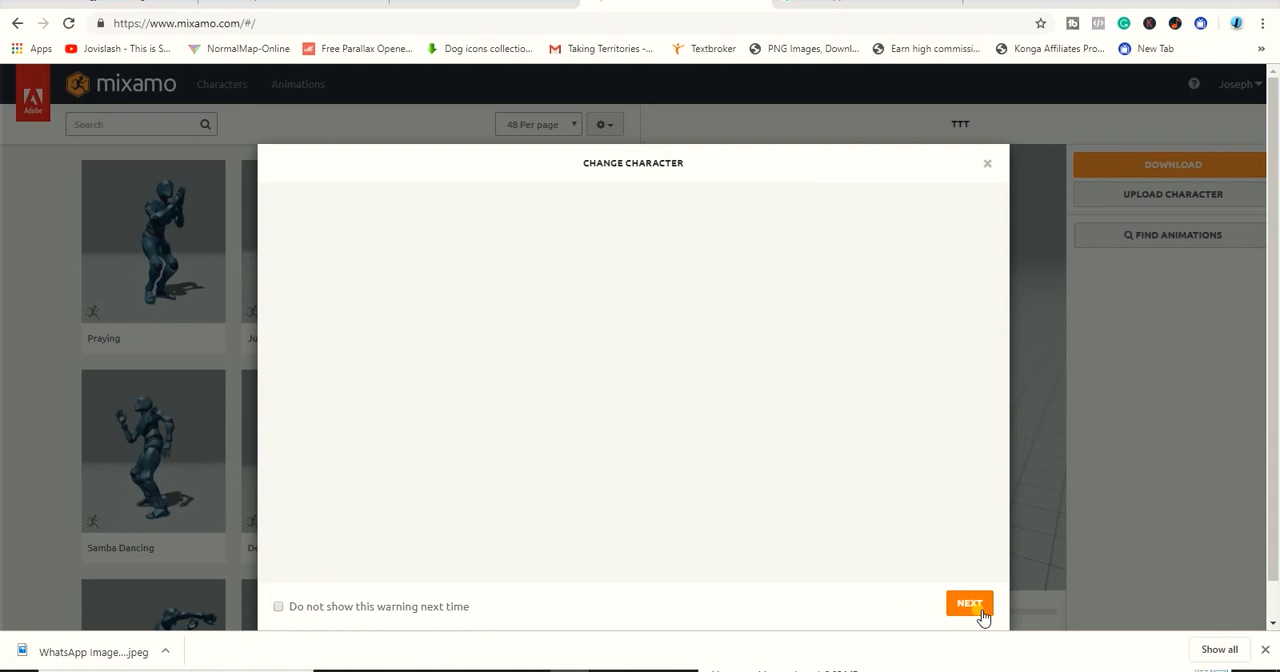 https://www.mixamo.com/#/
Apps
Jovislash - This is S...
NormalMap-Online
Free Parallax Opene...
Dog icons collectio...
Taking Territories -...
Textbroker
PNG Images, Downl...
Earn high commissi...
Konga Affiliates Pro...
New Tab
»
Adobe
mixamo
Characters
Animations
Joseph
Search
48 Per page
TTT
CHANGE CHARACTER
DOWNLOAD
UPLOAD CHARACTER
FIND ANIMATIONS
Praying
Ju
Samba Dancing
De
Do not show this warning next time
NEXT
WhatsApp Image....jpeg
Show all